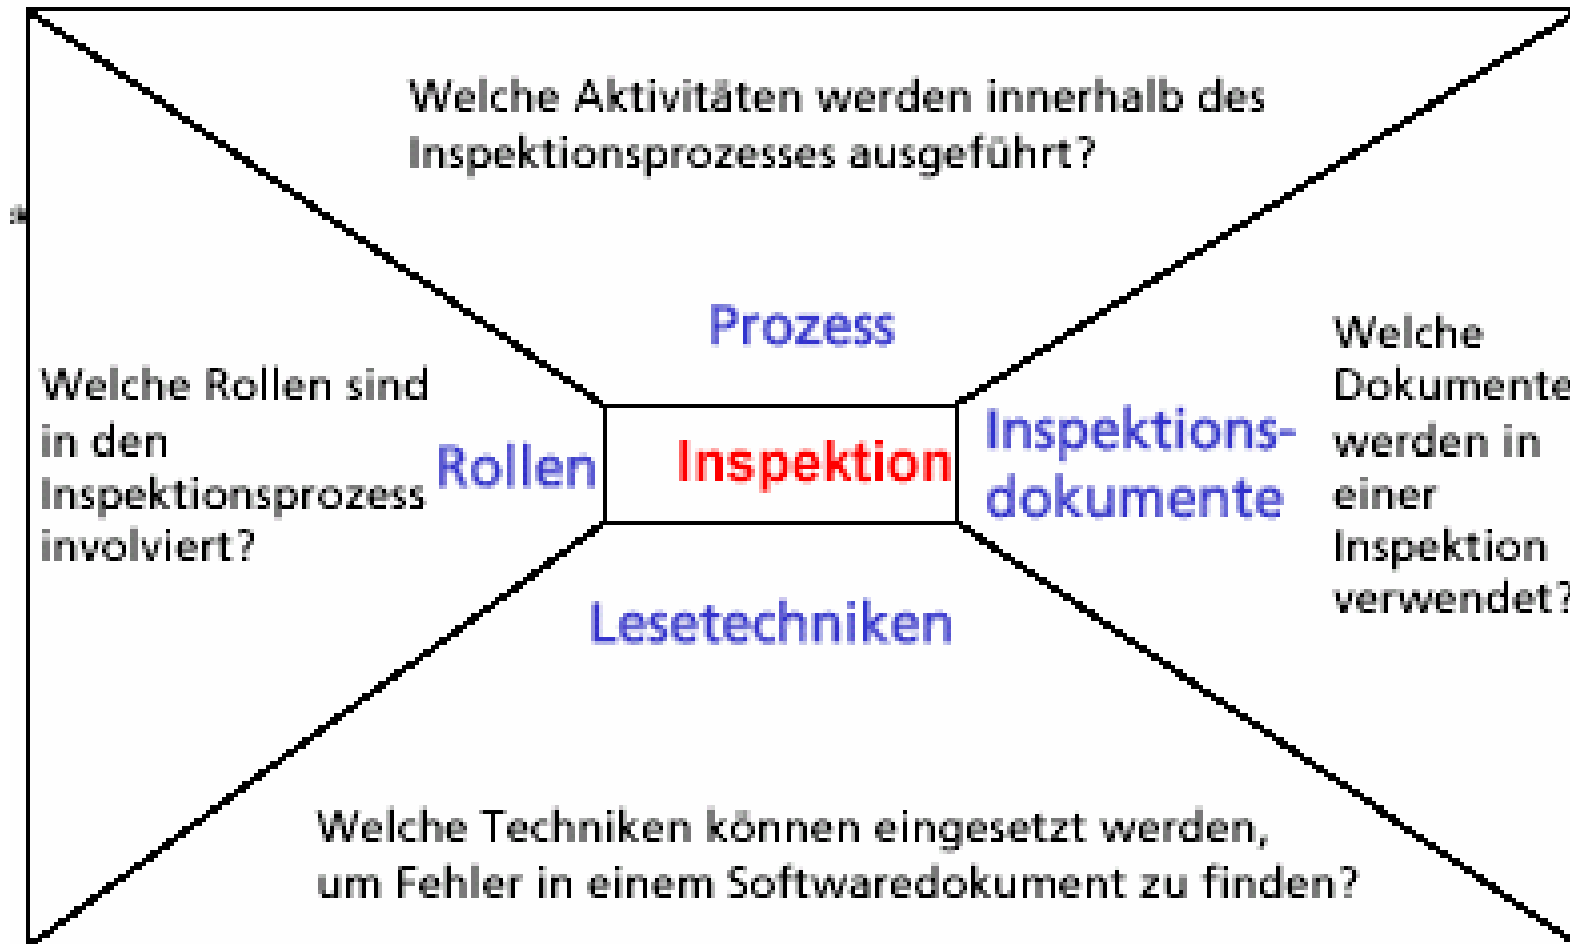 Welche Aktivitäten werden innerhalb des
Inspektionsprozesses ausgeführt?
Prozess
Welche Rollen sind
in den
Inspektionsprozess
involviert?
Rollen
Inspektion
Inspektions-
dokumente
Welche
Dokumente
werden in
einer
Inspektion
verwendet?
Lesetechniken
Welche Techniken können eingesetzt werden,
um Fehler in einem Softwaredokument zu finden?